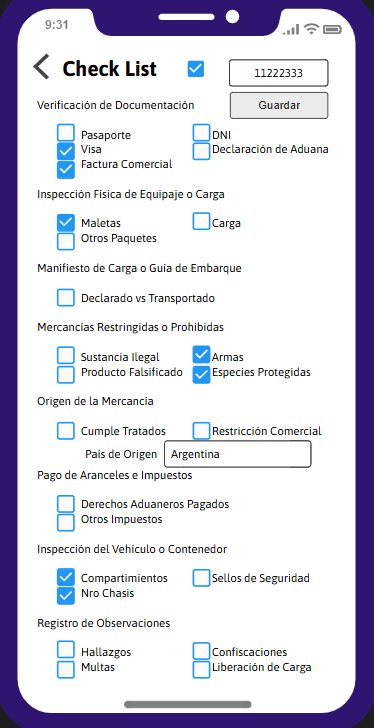 9:31
Check List
11222333
Verificación de Documentación
Guardar
Pasaporte
DNI
Visa
Declaración de Aduana
Factura Comercial
Inspección Física de Equipaje o Carga
Maletas
Carga
Otros Paquetes
Manifiesto de Carga o Guía de Embarque
Declarado vs Transportado
Mercancías Restringidas o Prohibidas
Sustancia Ilegal
Armas
Producto Falsificado
Especies Protegidas
Origen de la Mercancía
Cumple Tratados
Restricción Comercial
País de Origen
Argentina
Pago de Aranceles e Impuestos
Derechos Aduaneros Pagados
Otros Impuestos
Inspección del Vehículo o Contenedor
Compartimientos
Sellos de Seguridad
Nro Chasis
Registro de Observaciones
Hallazgos
Confiscaciones
Multas
Liberación de Carga